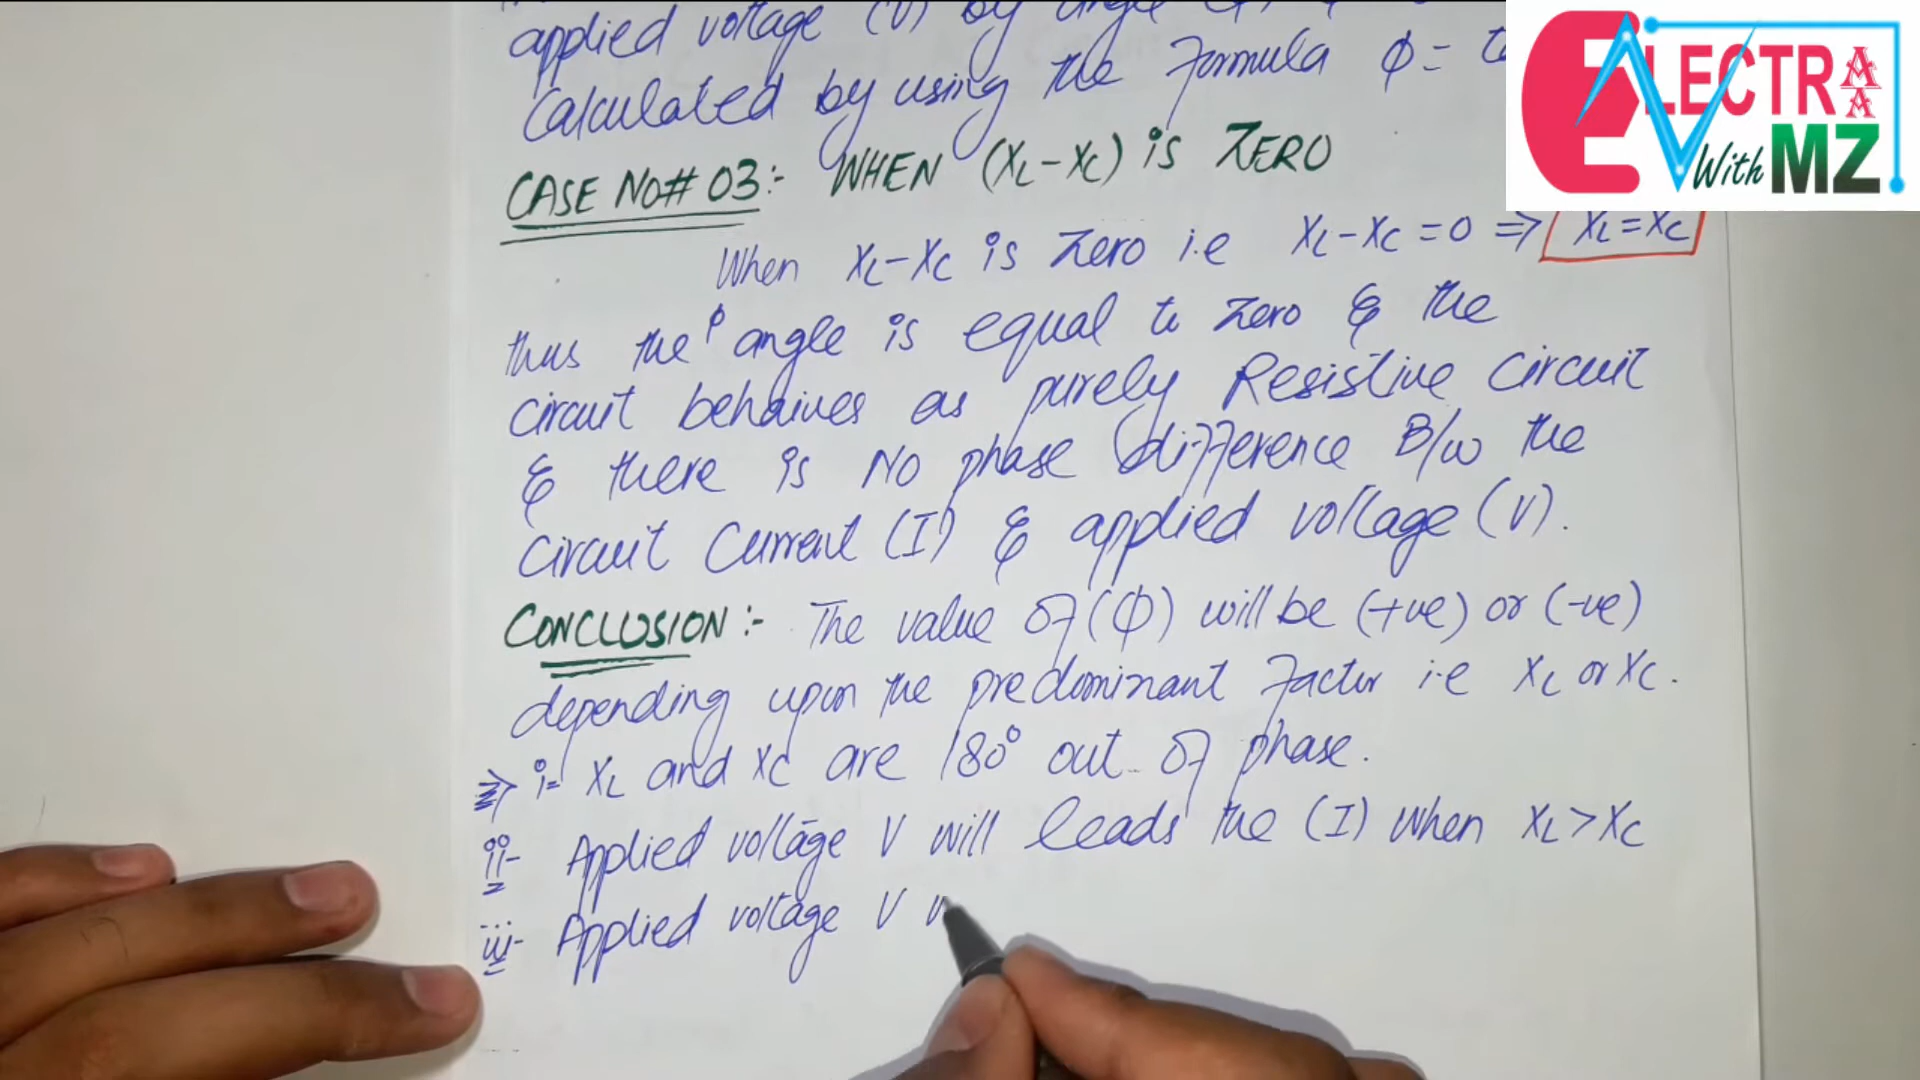 applied voltage (V) by angle
calculated by using the Formula φ =
CASE NO# 03:- WHEN (XL-XC) is ZERO
When XL-XC is Zero i.e XL-XC = 0 ⇒ XL = XC
thus the φ angle is equal to Zero & the
circuit behaives as purely Resistive circuit
& there is No phase difference B/w the
circuit Current (I) & applied voltage (V).
CONCLUSION:- The value of (φ) will be (+ve) or (-ve)
depending upon the predominant Factor i.e XL or XC.
⇒ i- XL and XC are 180° out of phase.
ii- Applied voltage V will leads the (I) when XL > XC
iii- Applied voltage V
ELECTRAAA
With MZ